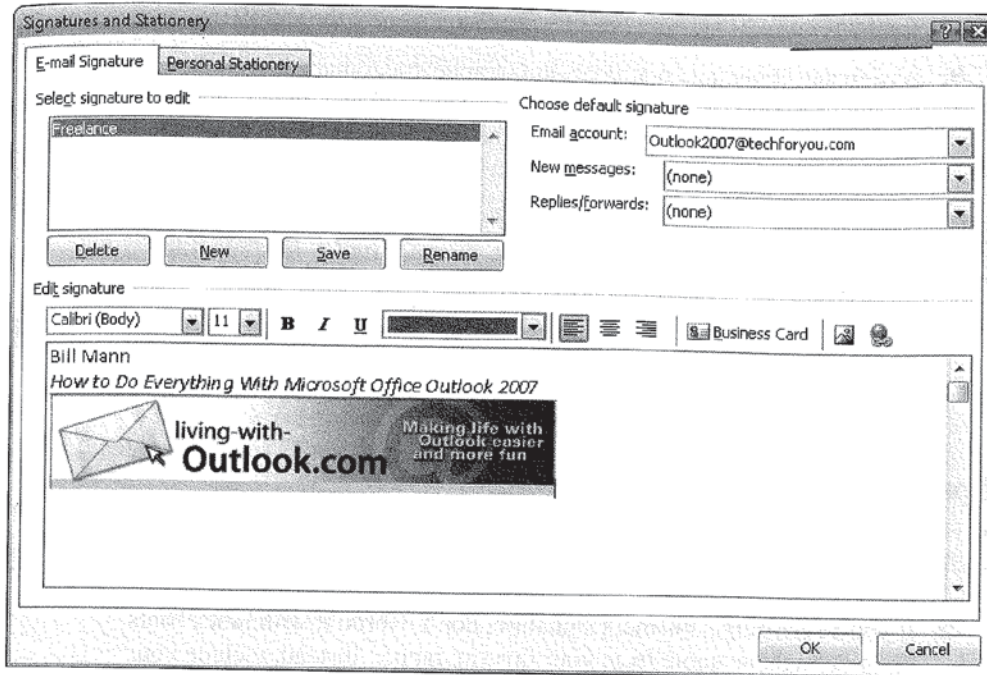 Signatures and Stationery
E-mail Signature
Personal Stationery
Select signature to edit
Freelance
Delete
New
Save
Rename
Choose default signature
Email account:
Outlook2007@techforyou.com
New messages:
(none)
Replies/forwards:
(none)
Edit signature
Calibri (Body)
11
B
I
U
Business Card
Bill Mann
How to Do Everything With Microsoft Office Outlook 2007
living-with-
Outlook.com
Making life with
Outlook easier
and more fun
OK
Cancel